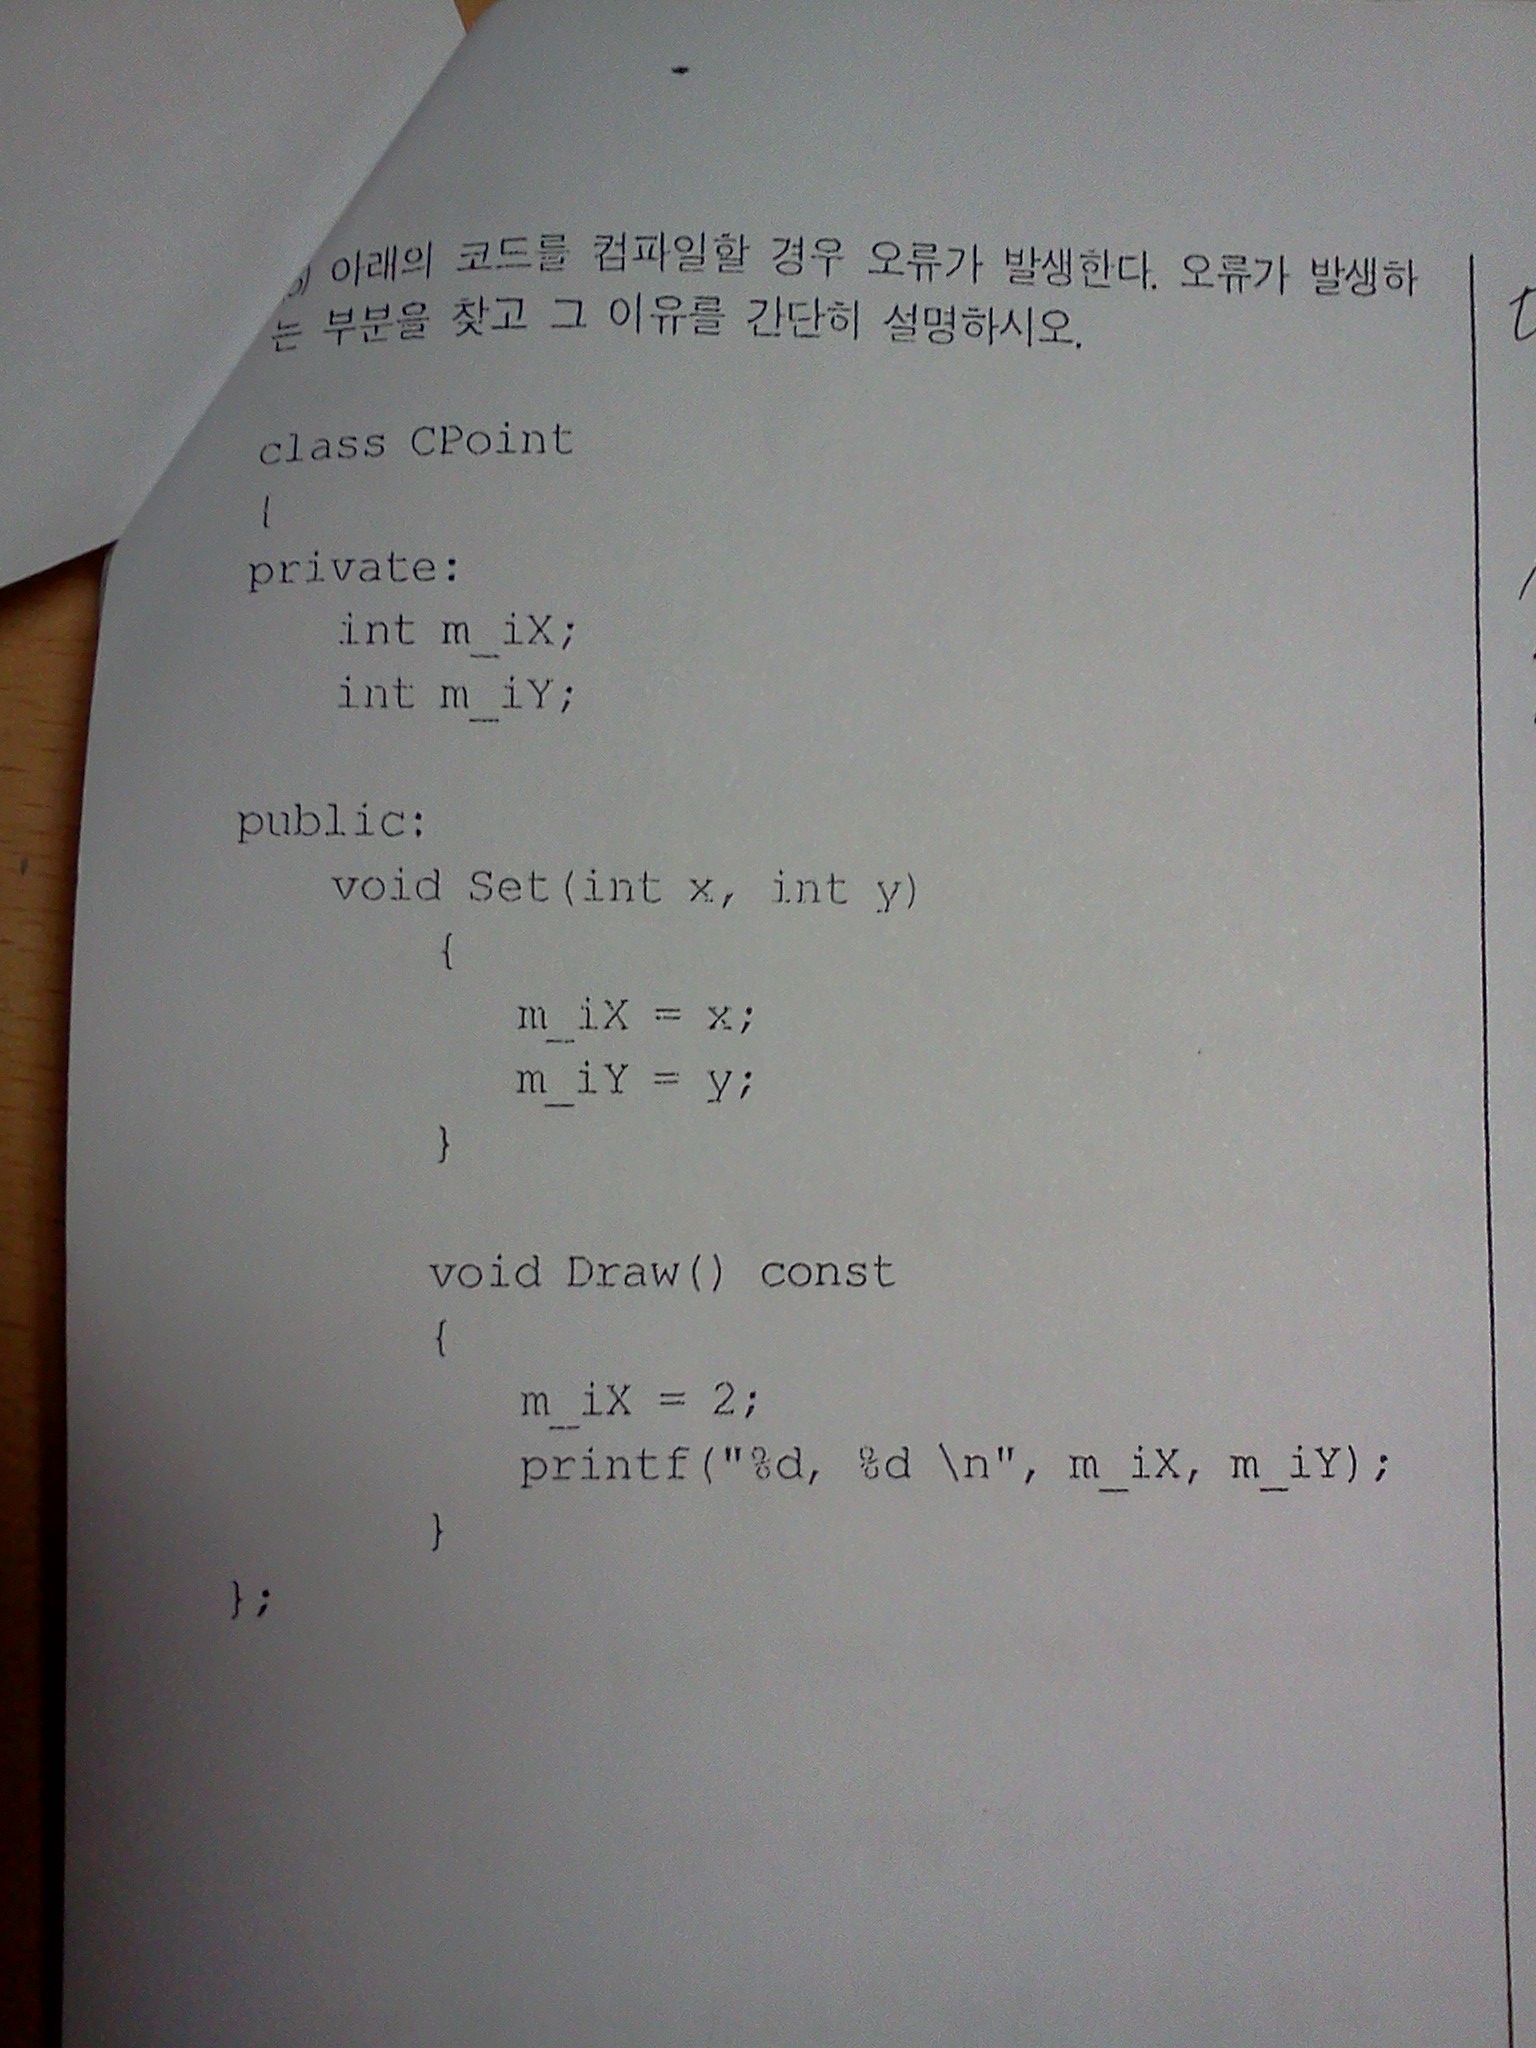 아래의 코드를 컴파일할 경우 오류가 발생한다. 오류가 발생하
는 부분을 찾고 그 이유를 간단히 설명하시오.
class CPoint
{
private:
int m_iX;
int m_iY;
public:
void Set(int x, int y)
{
m_iX = x;
m_iY = y;
}
void Draw() const
{
m_iX = 2;
printf("%d, %d \n", m_iX, m_iY);
}
};